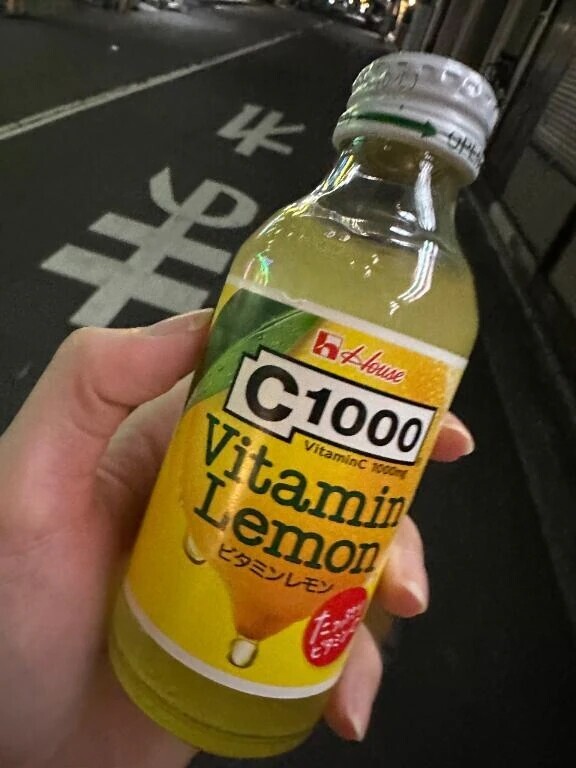 OPEN
House
C1000
VitaminC 1000mg
Vitamin
Lemon
ビタミンレモン